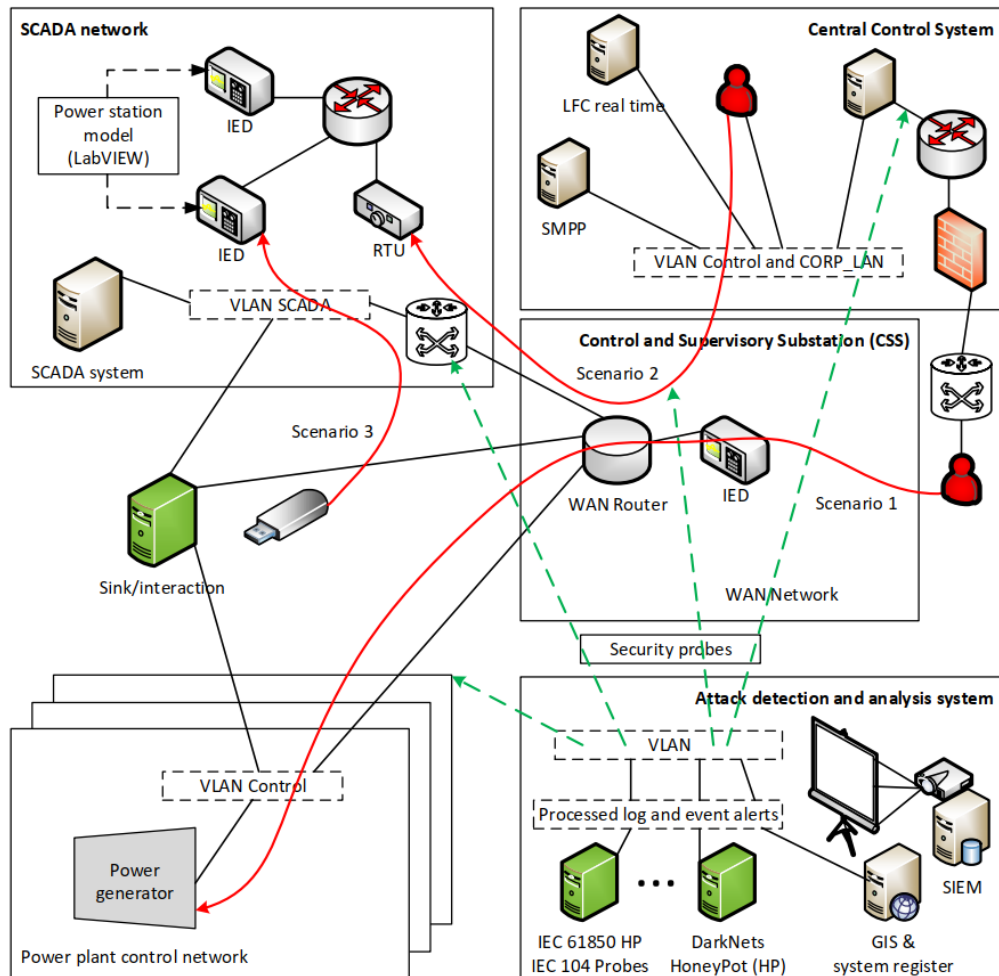 SCADA network
Power station
model
(LabVIEW)
IED
IED
RTU
VLAN SCADA
SCADA system
Central Control System
LFC real time
SMPP
VLAN Control and CORP_LAN
Control and Supervisory Substation (CSS)
Scenario 2
Scenario 3
WAN Router
IED
Scenario 1
Sink/interaction
WAN Network
Security probes
VLAN Control
Power
generator
Power plant control network
Attack detection and analysis system
VLAN
Processed log and event alerts
SIEM
IEC 61850 HP
IEC 104 Probes
DarkNets
HoneyPot (HP)
GIS &
system register